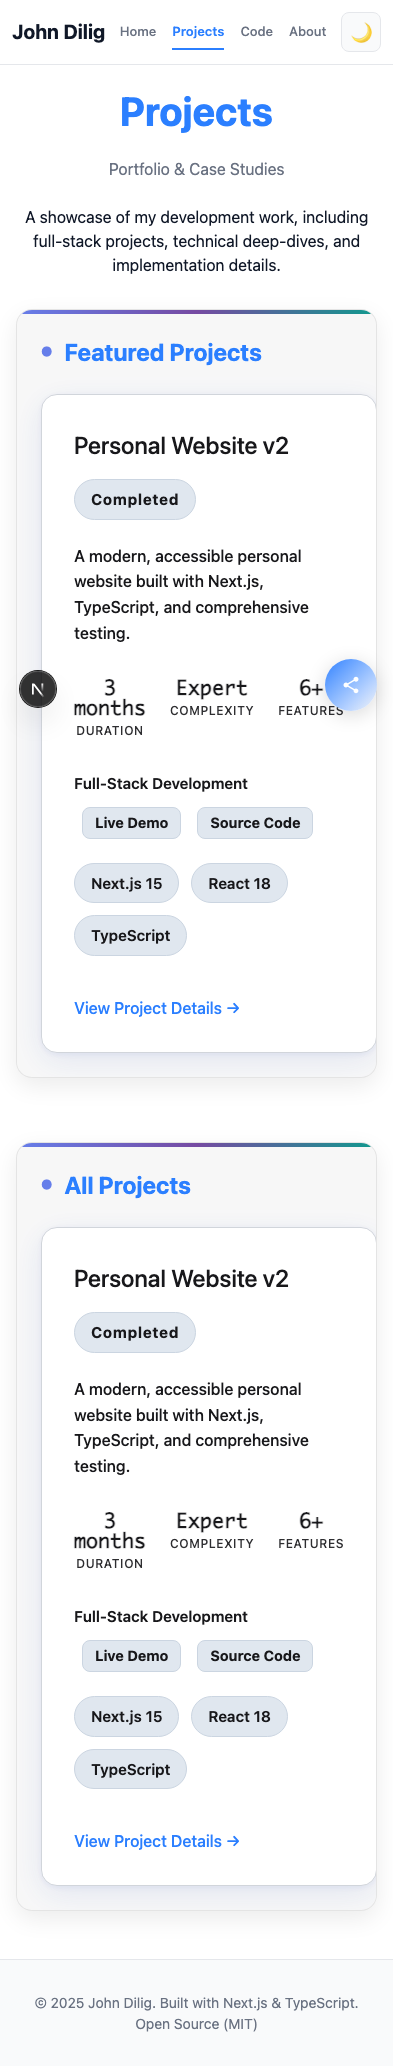 John Dilig Home Projects Code About
Projects
Portfolio & Case Studies
A showcase of my development work, including
full-stack projects, technical deep-dives, and
implementation details.
Featured Projects
Personal Website v2
Completed
A modern, accessible personal
website built with Next.js,
TypeScript, and comprehensive
testing.
3 months
DURATION
Expert
COMPLEXITY
6+
FEATURES
N
Full-Stack Development
Live Demo Source Code
Next.js 15 React 18
TypeScript
View Project Details →
All Projects
Personal Website v2
Completed
A modern, accessible personal
website built with Next.js,
TypeScript, and comprehensive
testing.
3 months
DURATION
Expert
COMPLEXITY
6+
FEATURES
Full-Stack Development
Live Demo Source Code
Next.js 15 React 18
TypeScript
View Project Details →
© 2025 John Dilig. Built with Next.js & TypeScript.
Open Source (MIT)